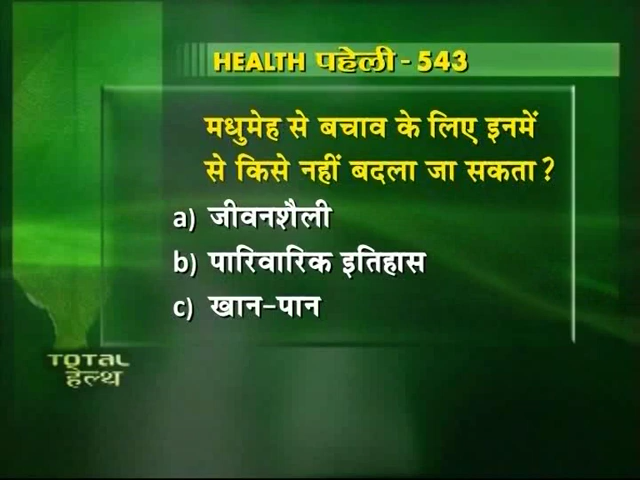 HEALTH पहेली - 543
मधुमेह से बचाव के लिए इनमें
से किसे नहीं बदला जा सकता ?
a) जीवनशैली
b) पारिवारिक इतिहास
c) खान-पान
TOTAL
हेल्थ